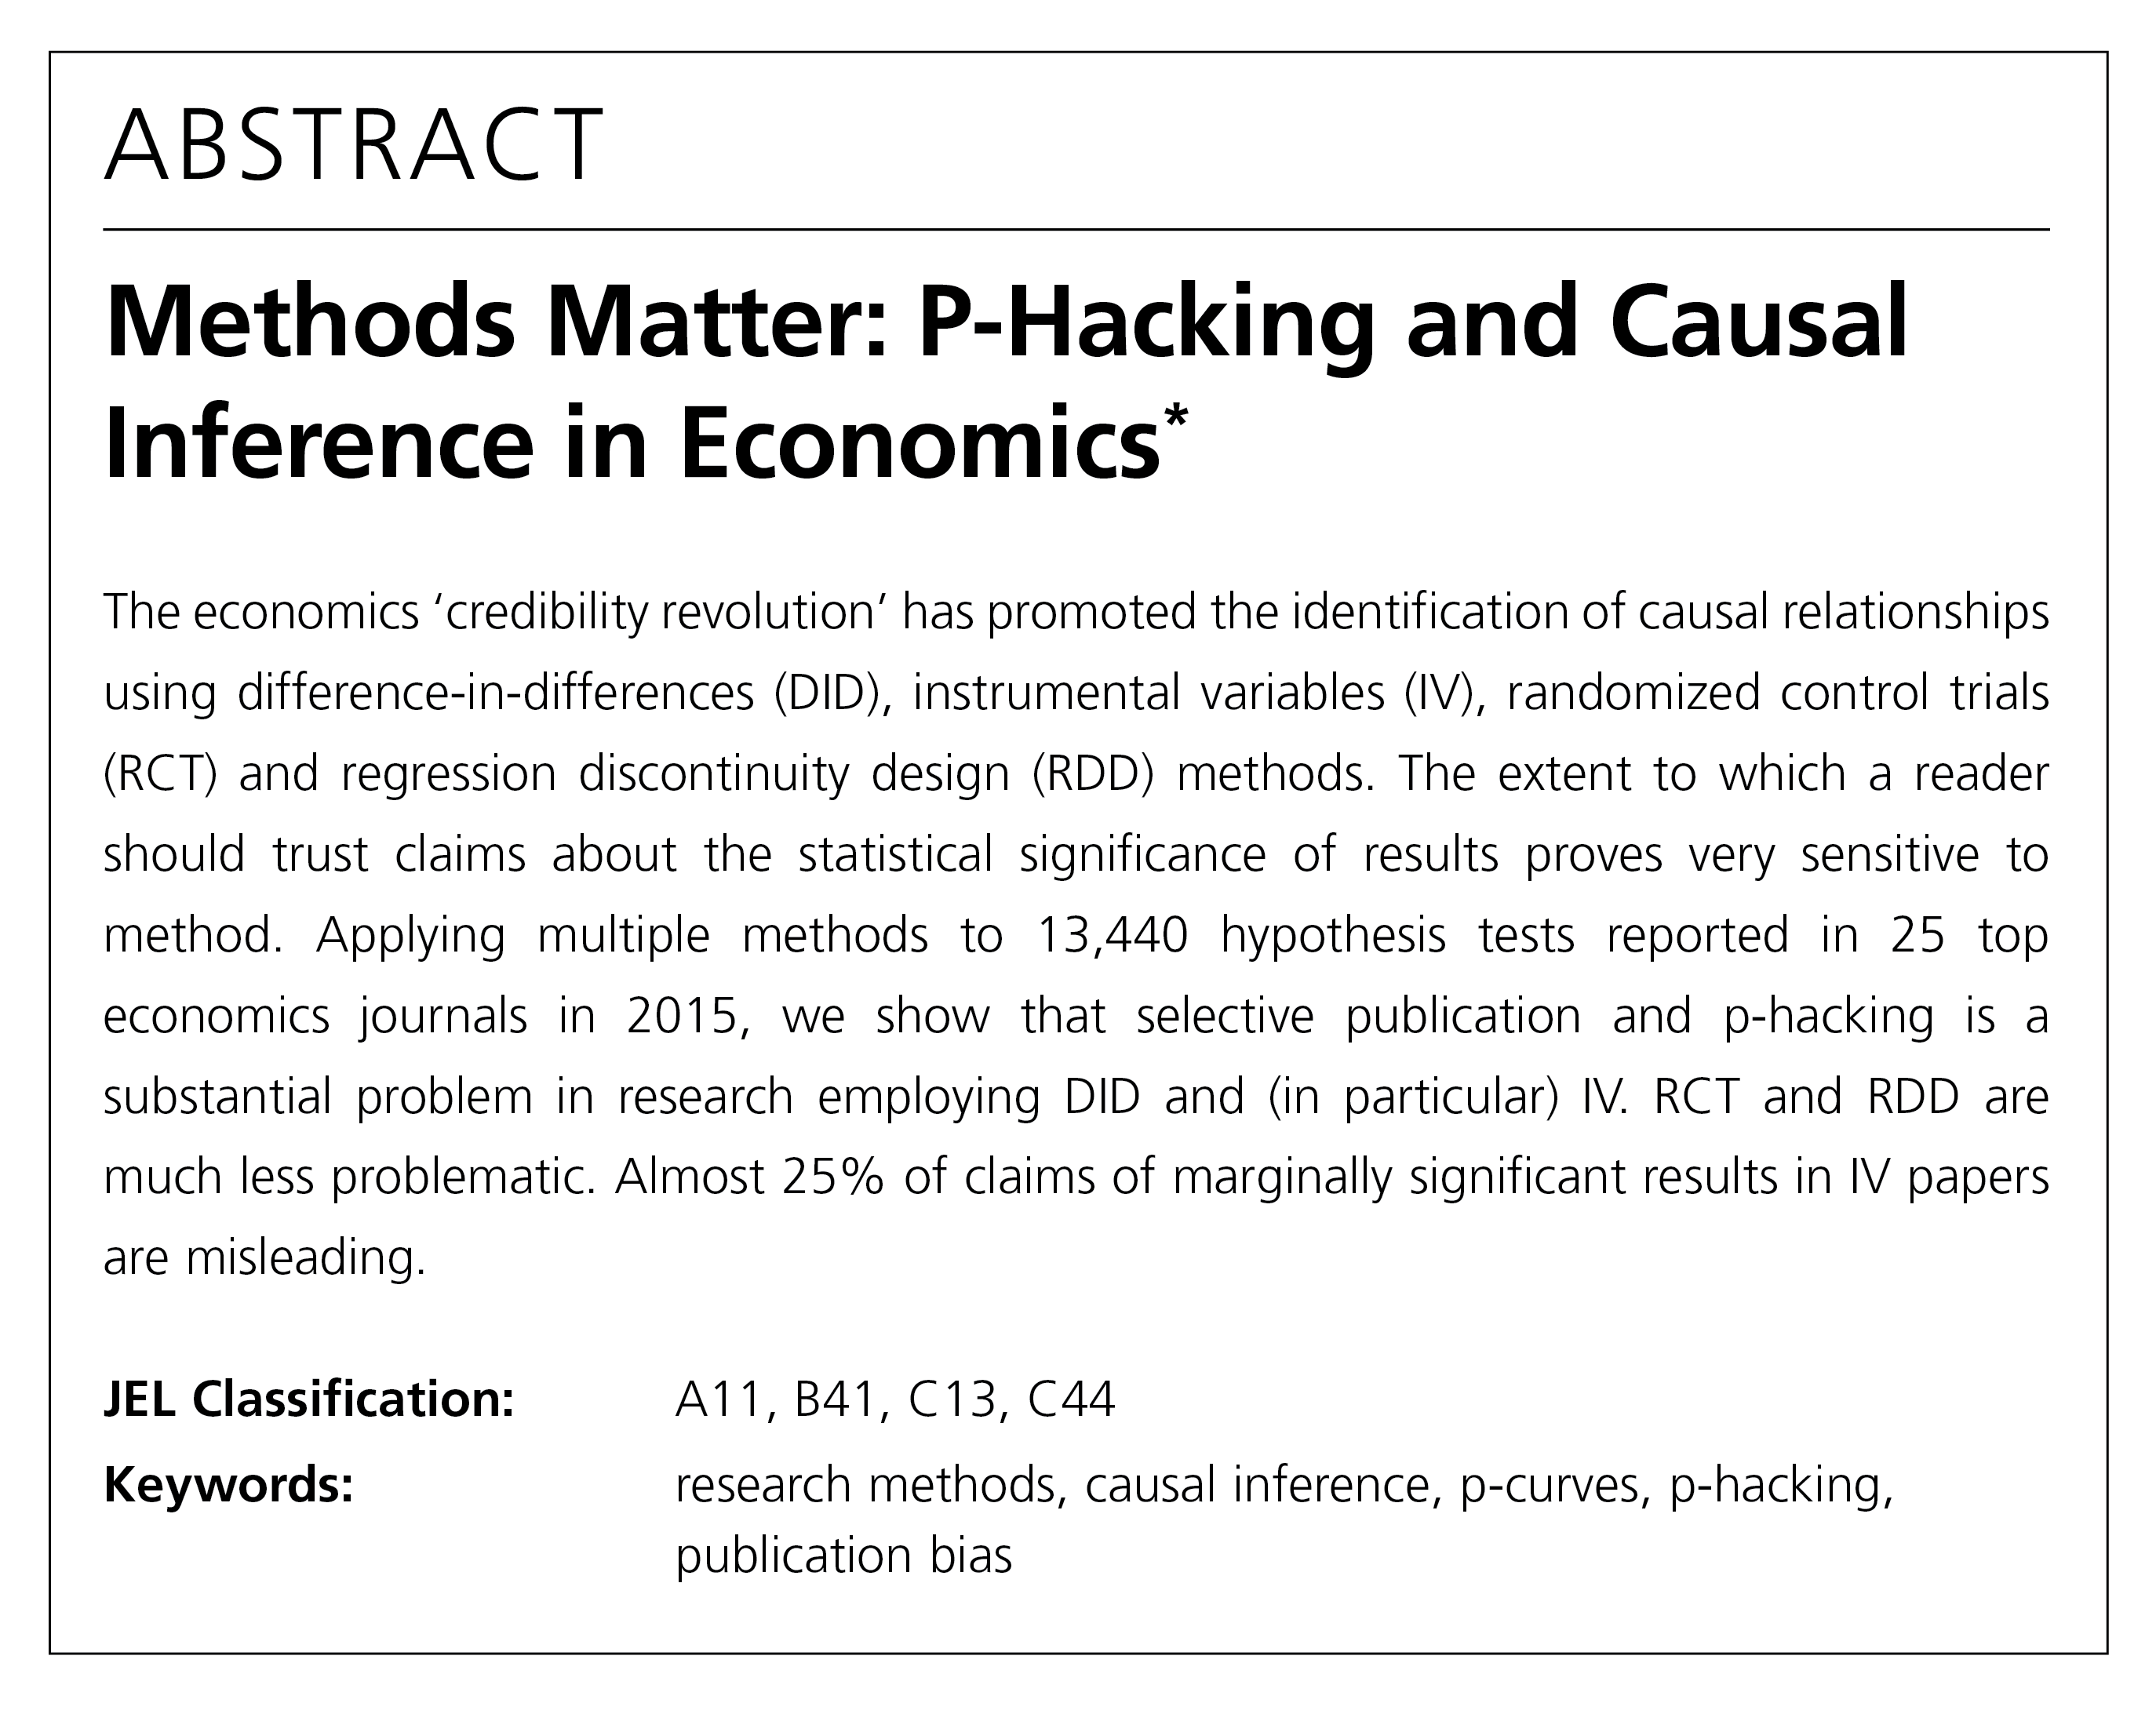 ABSTRACT
Methods Matter: P-Hacking and Causal
Inference in Economics*
The economics ‘credibility revolution’ has promoted the identification of causal relationships
using difference-in-differences (DID), instrumental variables (IV), randomized control trials
(RCT) and regression discontinuity design (RDD) methods. The extent to which a reader
should trust claims about the statistical significance of results proves very sensitive to
method. Applying multiple methods to 13,440 hypothesis tests reported in 25 top
economics journals in 2015, we show that selective publication and p-hacking is a
substantial problem in research employing DID and (in particular) IV. RCT and RDD are
much less problematic. Almost 25% of claims of marginally significant results in IV papers
are misleading.
JEL Classification: A11, B41, C13, C44
Keywords: research methods, causal inference, p-curves, p-hacking,
publication bias